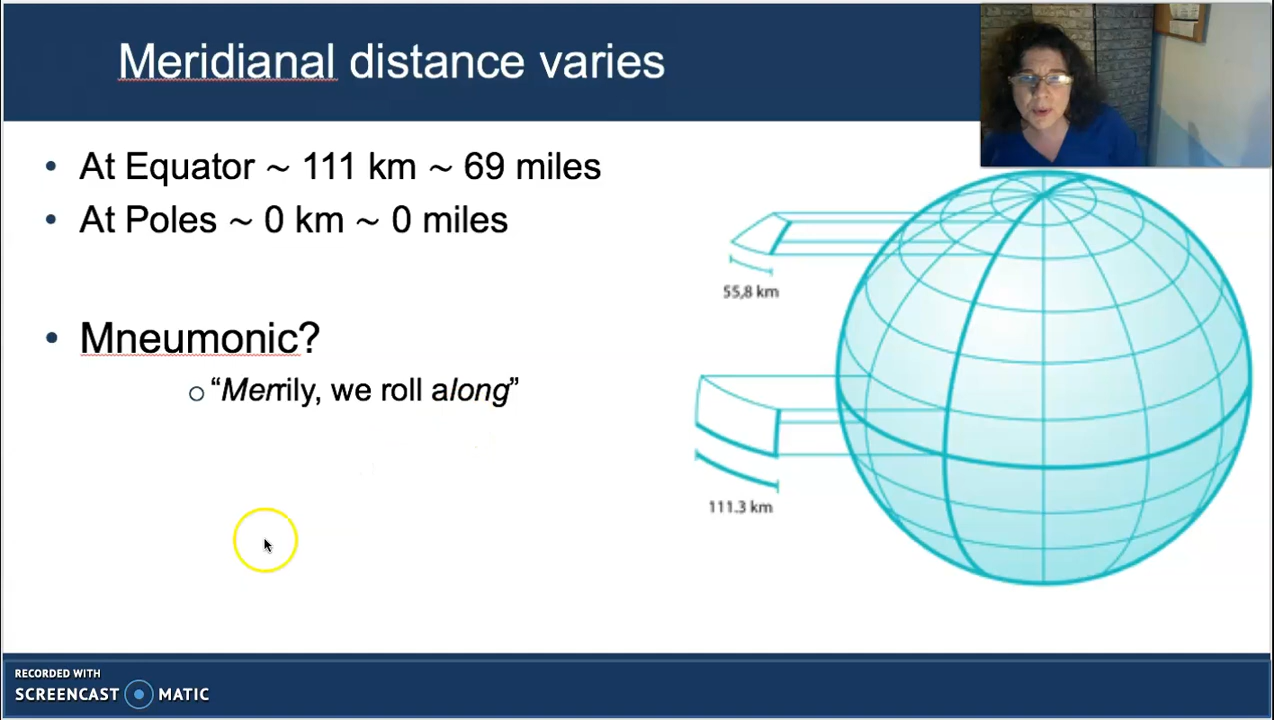 Meridianal distance varies
• At Equator ~ 111 km ~ 69 miles
• At Poles ~ 0 km ~ 0 miles
• Mneumonic?
○ “Merrily, we roll along”
55,8 km
111.3 km
RECORDED WITH
SCREENCAST MATIC